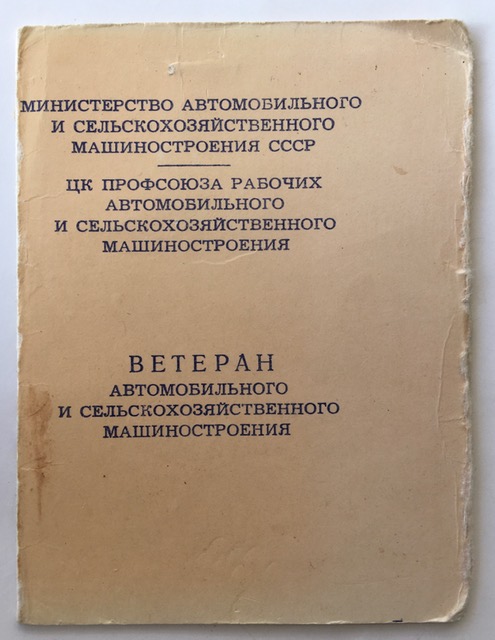 МИНИСТЕРСТВО АВТОМОБИЛЬНОГО
И СЕЛЬСКОХОЗЯЙСТВЕННОГО
МАШИНОСТРОЕНИЯ СССР
ЦК ПРОФСОЮЗА РАБОЧИХ
АВТОМОБИЛЬНОГО
И СЕЛЬСКОХОЗЯЙСТВЕННОГО
МАШИНОСТРОЕНИЯ
ВЕТЕРАН
АВТОМОБИЛЬНОГО
И СЕЛЬСКОХОЗЯЙСТВЕННОГО
МАШИНОСТРОЕНИЯ